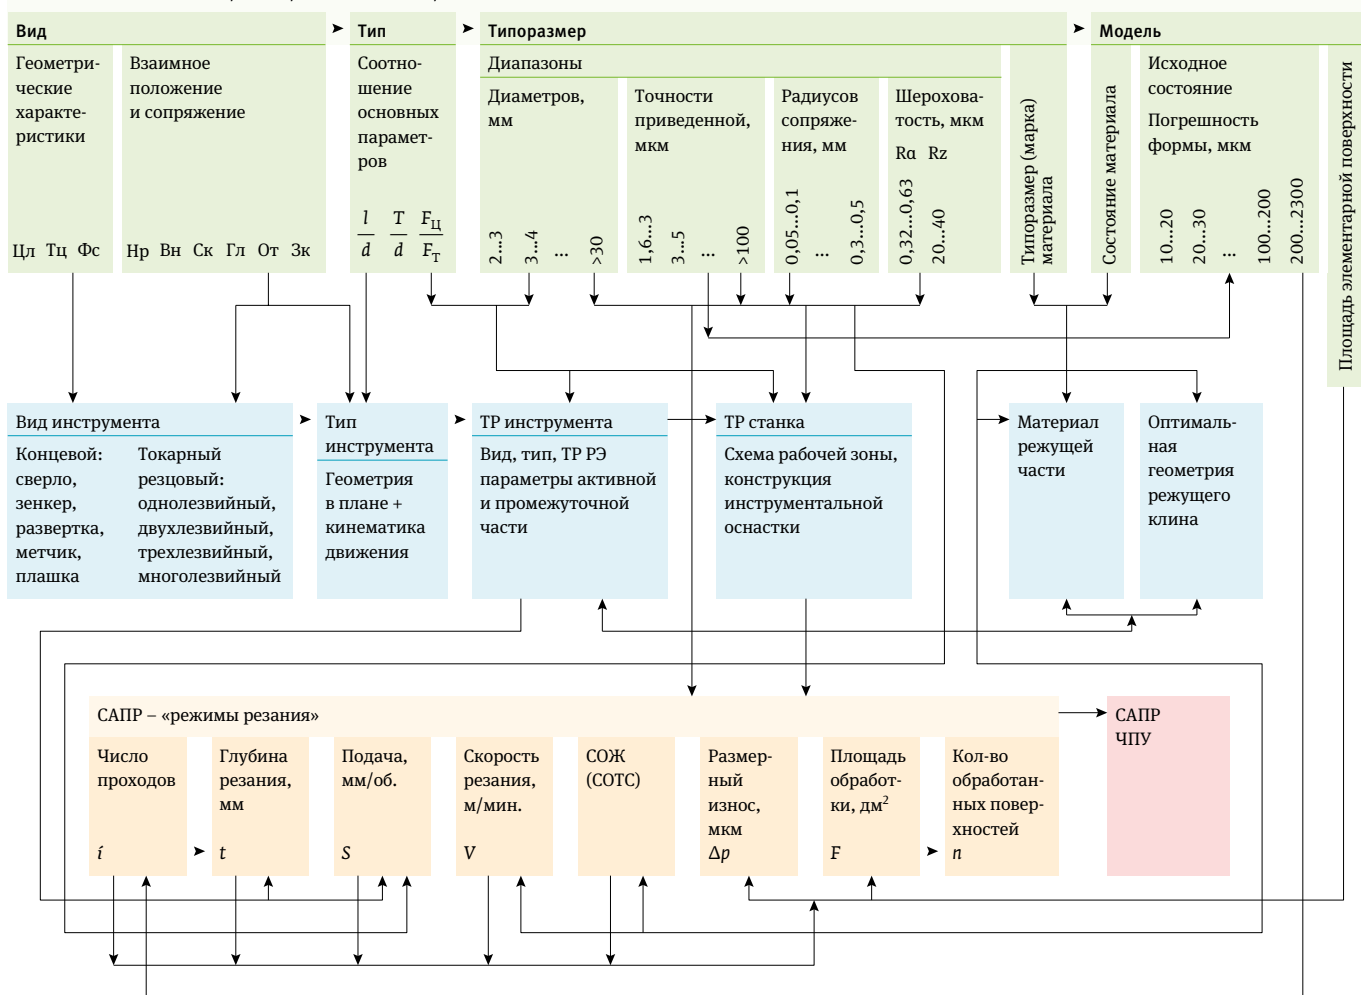 Вид
Тип
Типоразмер
Модель
Геометри-
ческие
характе-
ристики
Цл Тц Фс
Взаимное
положение
и сопряжение
Нр Вн Ск Гл От Зк
Соотно-
шение
основных
парамет-
ров
l/d T/d F_Ц/F_Т
Диапазоны
Диаметров,
мм
2...3
3...4
...
>30
Точности
приведенной,
мкм
1,6...3
3...5
...
>100
Радиусов
сопряже-
ния, мм
0,05...0,1
...
0,3...0,5
Шерохова-
тость, мкм
Ra Rz
0,32...0,63
20...40
Типоразмер (марка)
материала
Состояние материала
Исходное
состояние
Погрешность
формы, мкм
10...20
20...30
...
100...200
200...2300
Площадь элементарной поверхности
Вид инструмента
Концевой:
сверло,
зенкер,
развертка,
метчик,
плашка
Токарный
резцовый:
однолезвийный,
двухлезвийный,
трехлезвийный,
многолезвийный
Тип
инструмента
Геометрия
в плане +
кинематика
движения
ТР инструмента
Вид, тип, ТР РЭ
параметры активной
и промежуточной
части
ТР станка
Схема рабочей зоны,
конструкция
инструментальной
оснастки
Материал
режущей
части
Оптималь-
ная
геометрия
режущего
клина
САПР – «режимы резания»
Число
проходов
í
Глубина
резания,
мм
t
Подача,
мм/об.
S
Скорость
резания,
м/мин.
V
СОЖ
(СОТС)
Размер-
ный
износ,
мкм
Δp
Площадь
обработ-
ки, дм²
F
Кол-во
обработан-
ных повер-
хностей
n
САПР
ЧПУ